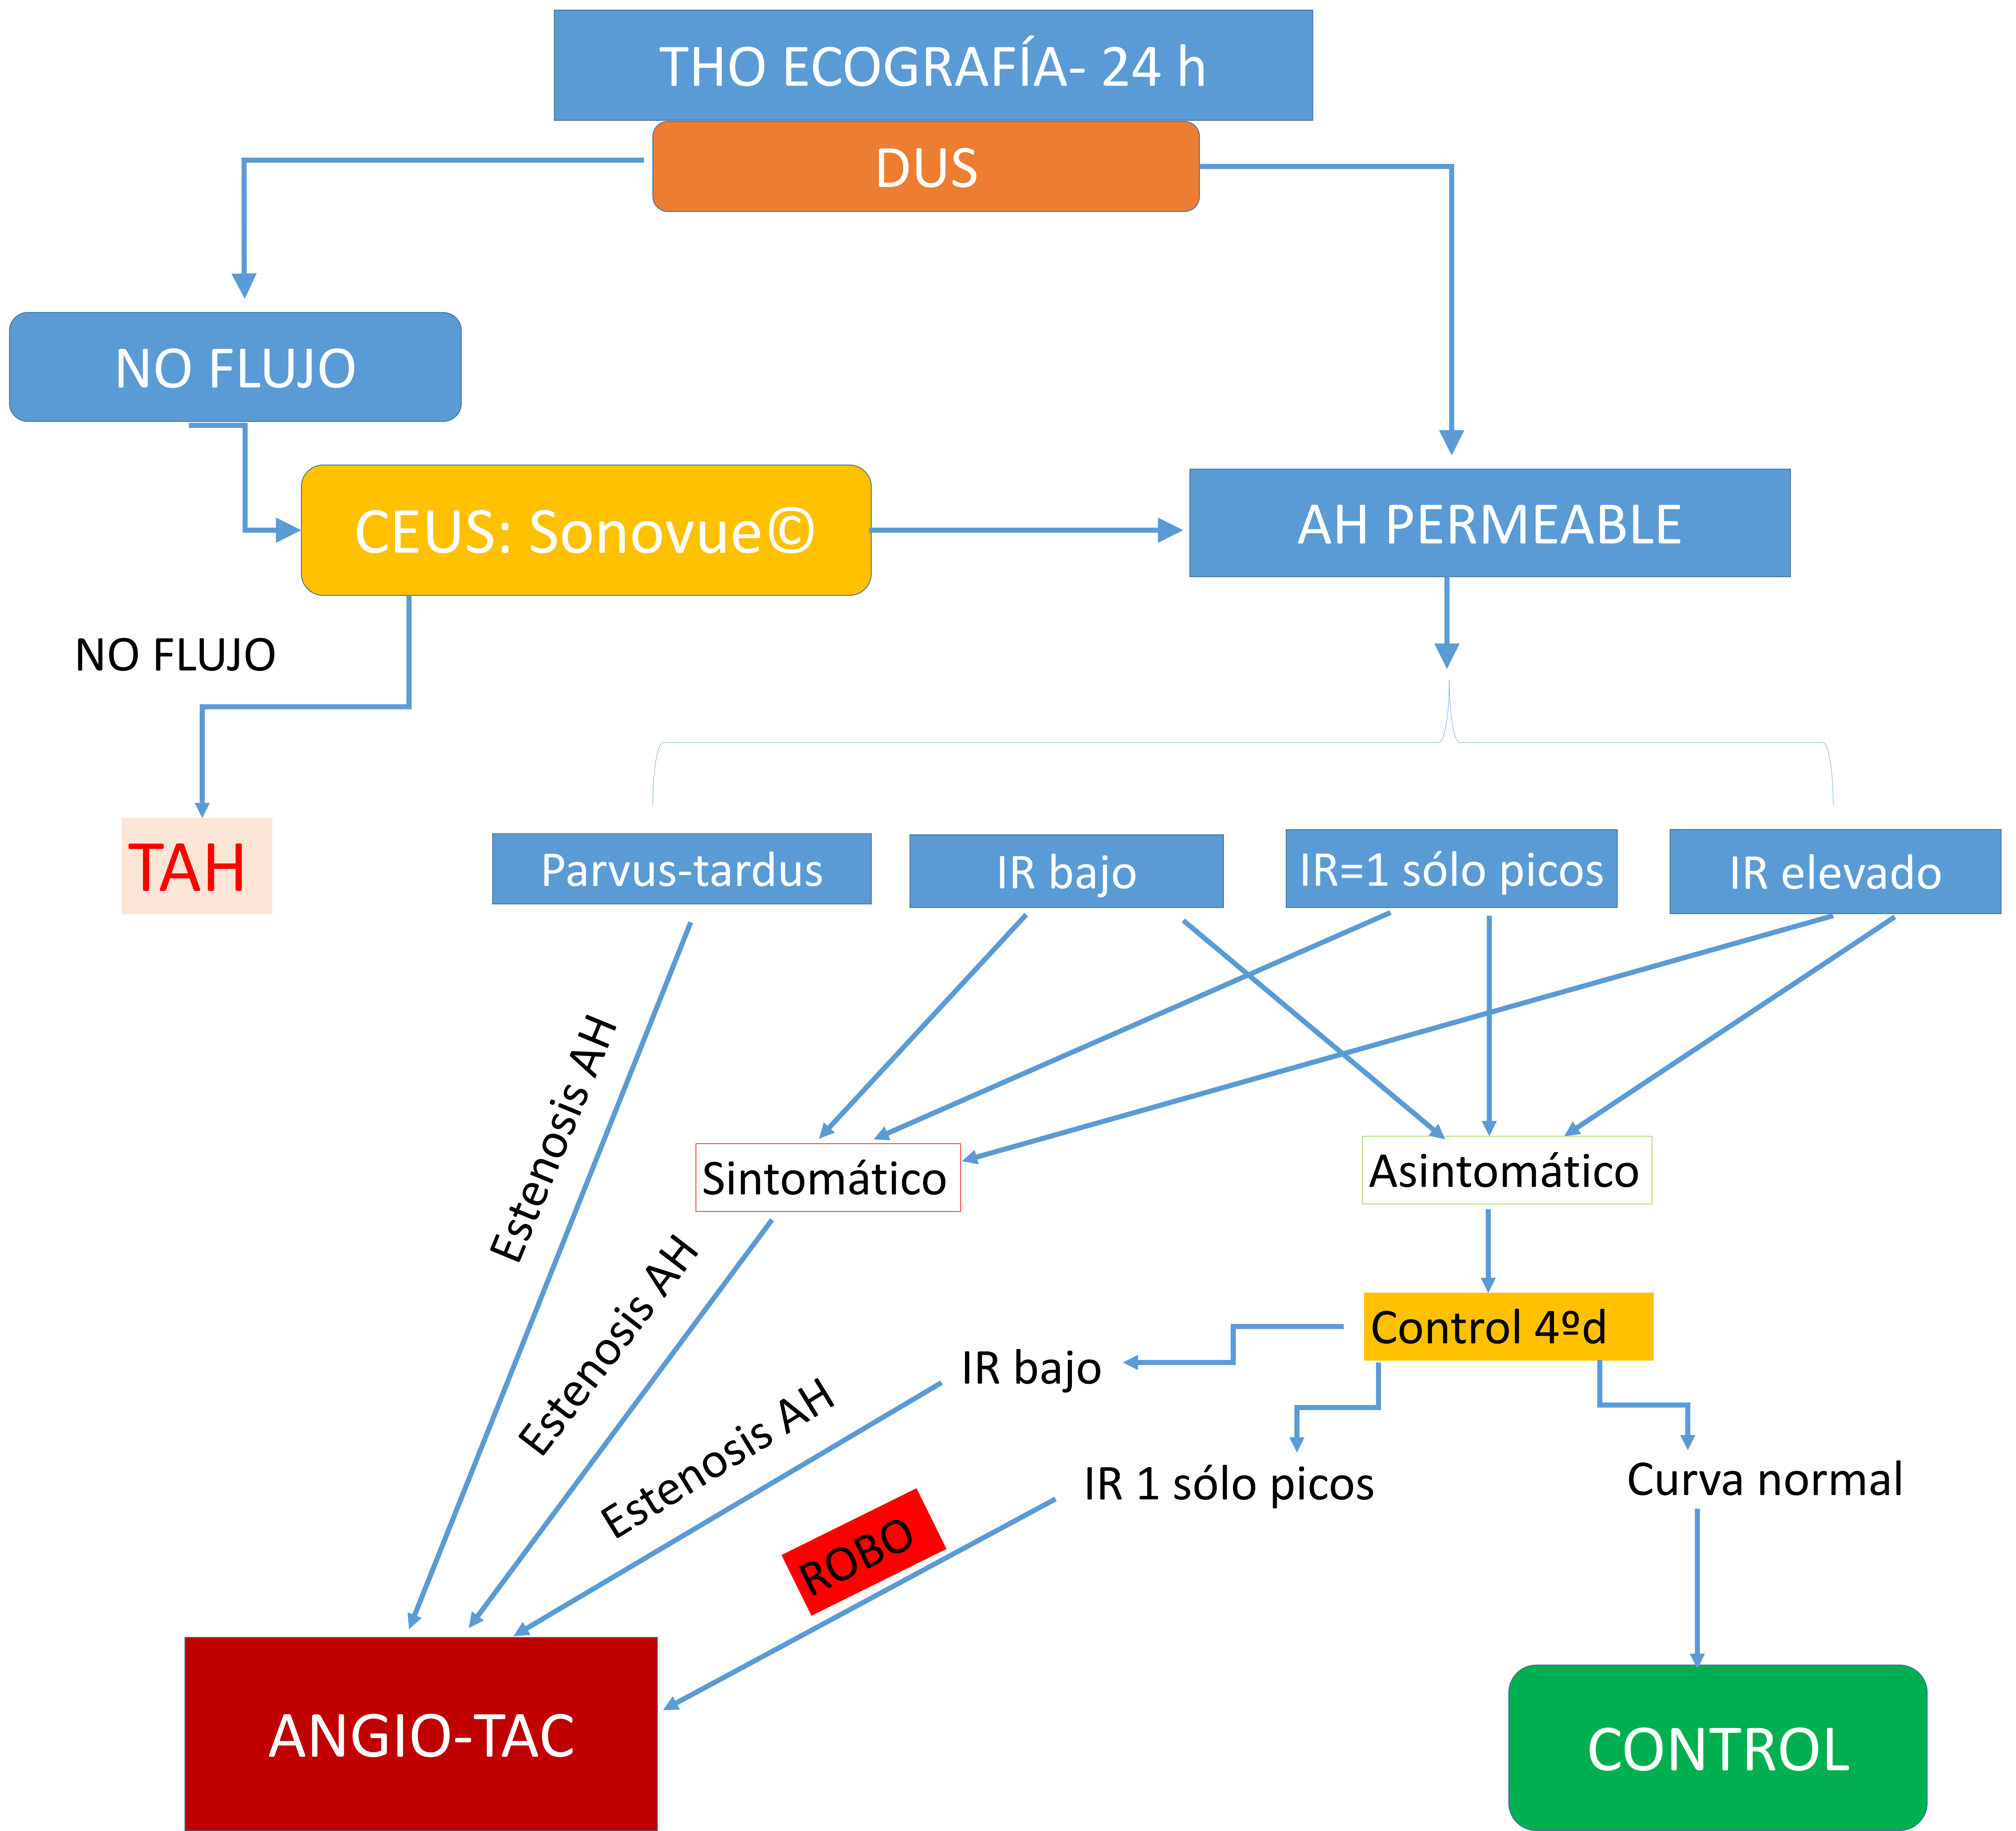 THO ECOGRAFÍA- 24 h
DUS
NO FLUJO
CEUS: Sonovue©
AH PERMEABLE
NO FLUJO
TAH
Parvus-tardus
IR bajo
IR=1 sólo picos
IR elevado
Estenosis AH
Sintomático
Asintomático
Estenosis AH
Control 4ºd
IR bajo
Estenosis AH
IR 1 sólo picos
Curva normal
ROBO
ANGIO-TAC
CONTROL